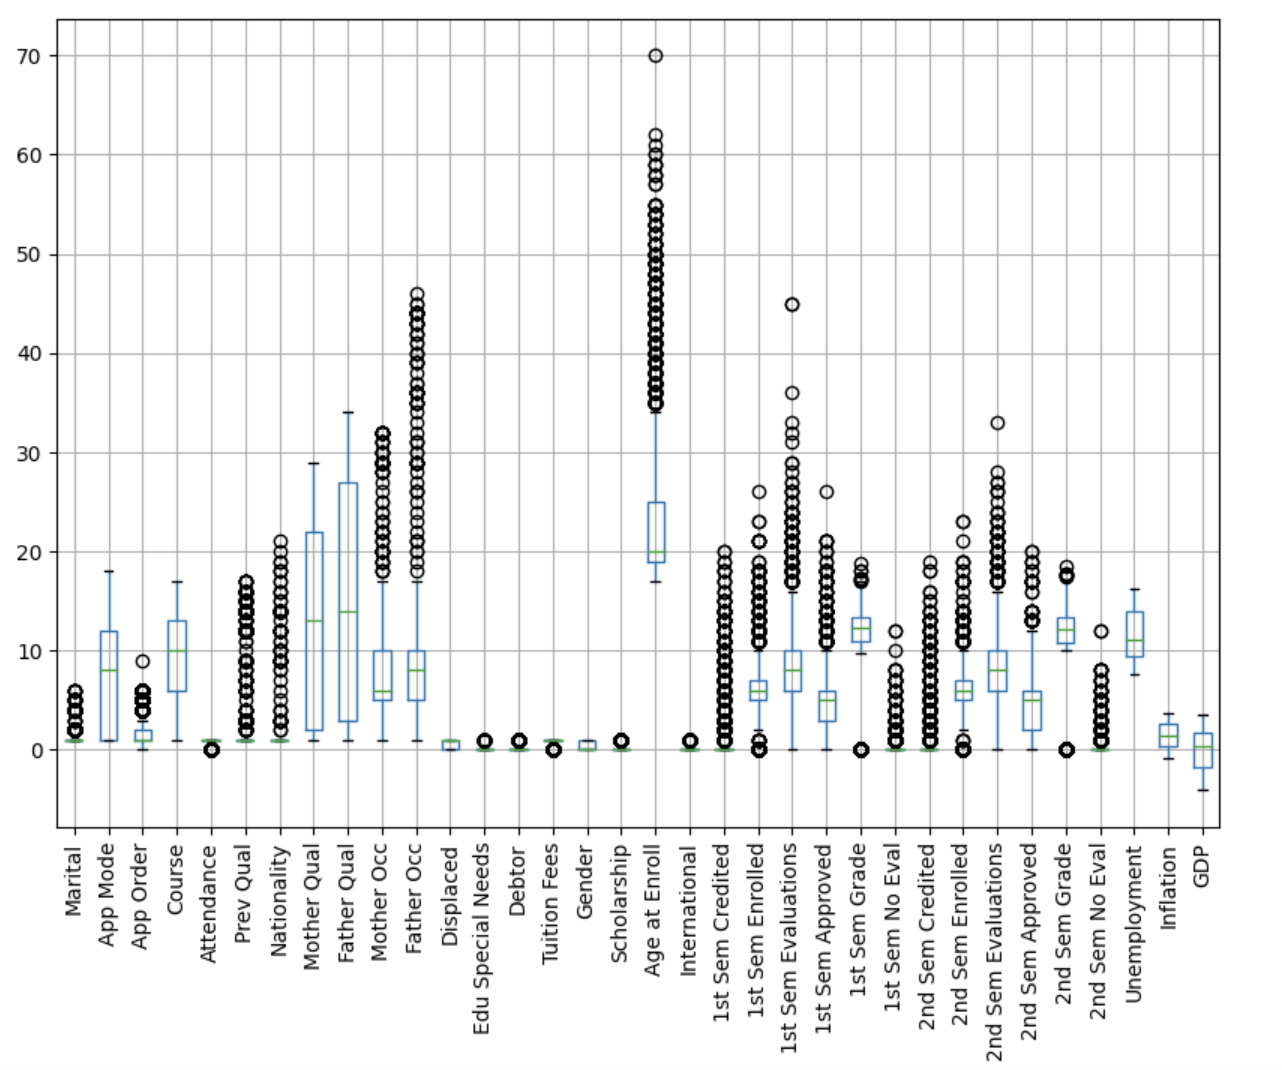 70
60
50
40
30
20
10
0
Marital
App Mode
App Order
Course
Attendance
Prev Qual
Nationality
Mother Qual
Father Qual
Mother Occ
Father Occ
Displaced
Edu Special Needs
Debtor
Tuition Fees
Gender
Scholarship
Age at Enroll
International
1st Sem Credited
1st Sem Enrolled
1st Sem Evaluations
1st Sem Approved
1st Sem Grade
1st Sem No Eval
2nd Sem Credited
2nd Sem Enrolled
2nd Sem Evaluations
2nd Sem Approved
2nd Sem Grade
2nd Sem No Eval
Unemployment
Inflation
GDP